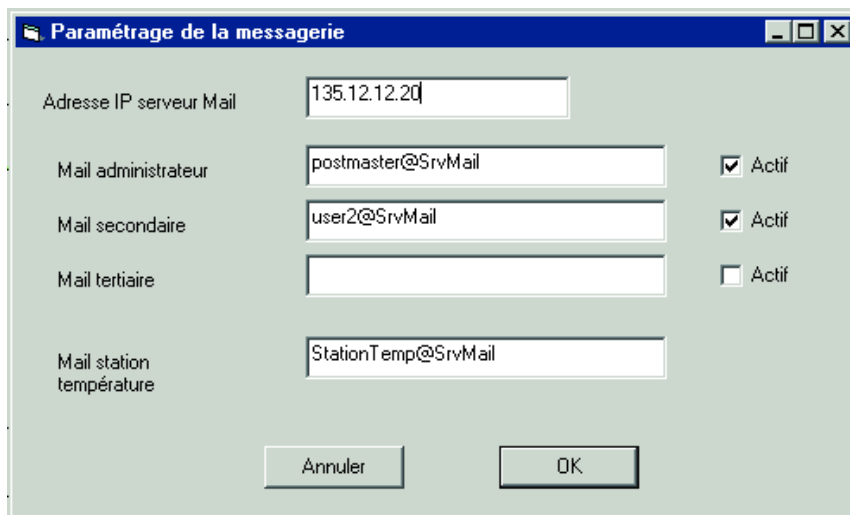 Paramétrage de la messagerie
Adresse IP serveur Mail 135.12.12.20
Mail administrateur postmaster@SrvMail Actif
Mail secondaire user2@SrvMail Actif
Mail tertiaire Actif
Mail station StationTemp@SrvMail
température
Annuler OK